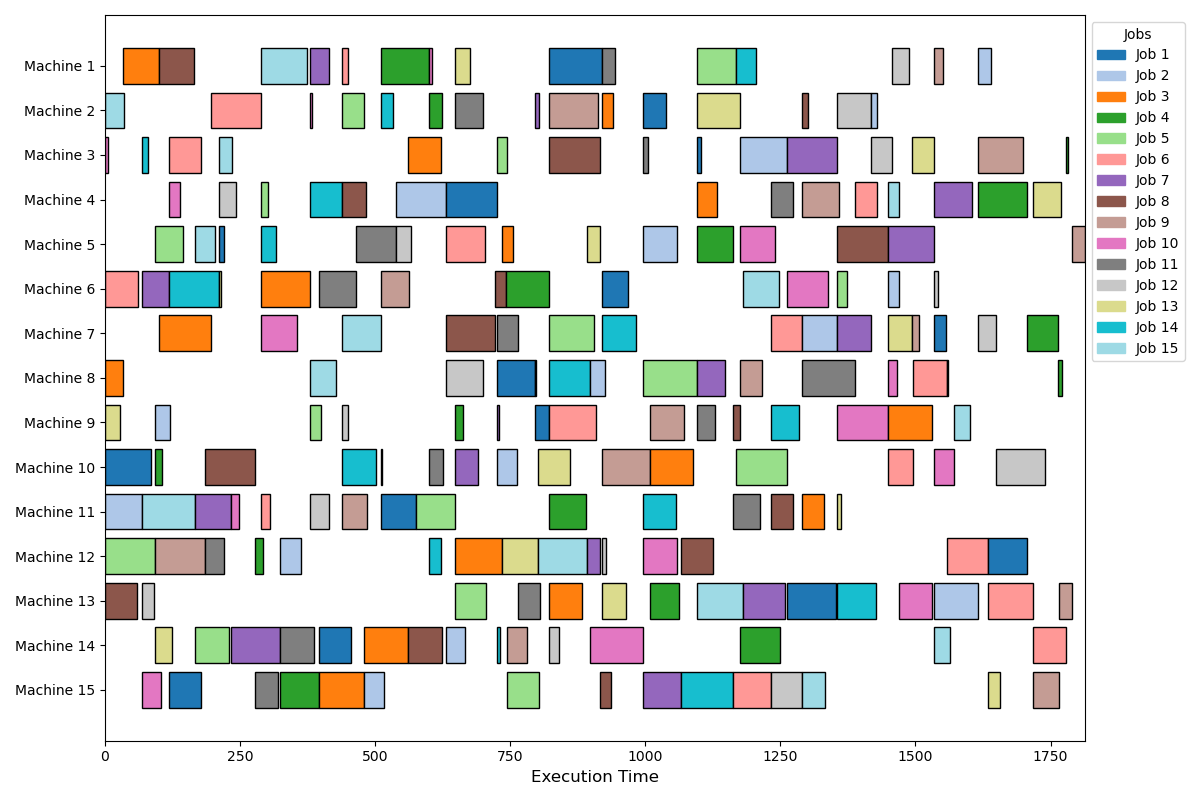 Machine 1
Machine 2
Machine 3
Machine 4
Machine 5
Machine 6
Machine 7
Machine 8
Machine 9
Machine 10
Machine 11
Machine 12
Machine 13
Machine 14
Machine 15
0 250 500 750 1000 1250 1500 1750
Execution Time
Jobs
Job 1
Job 2
Job 3
Job 4
Job 5
Job 6
Job 7
Job 8
Job 9
Job 10
Job 11
Job 12
Job 13
Job 14
Job 15